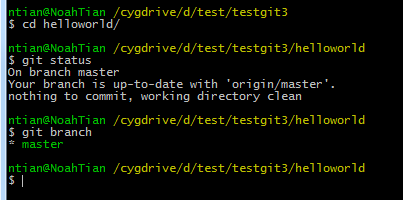 ntian@NoahTian /cygdrive/d/test/testgit3
$ cd helloworld/
ntian@NoahTian /cygdrive/d/test/testgit3/helloworld
$ git status
On branch master
Your branch is up-to-date with 'origin/master'.
nothing to commit, working directory clean
ntian@NoahTian /cygdrive/d/test/testgit3/helloworld
$ git branch
* master
ntian@NoahTian /cygdrive/d/test/testgit3/helloworld
$